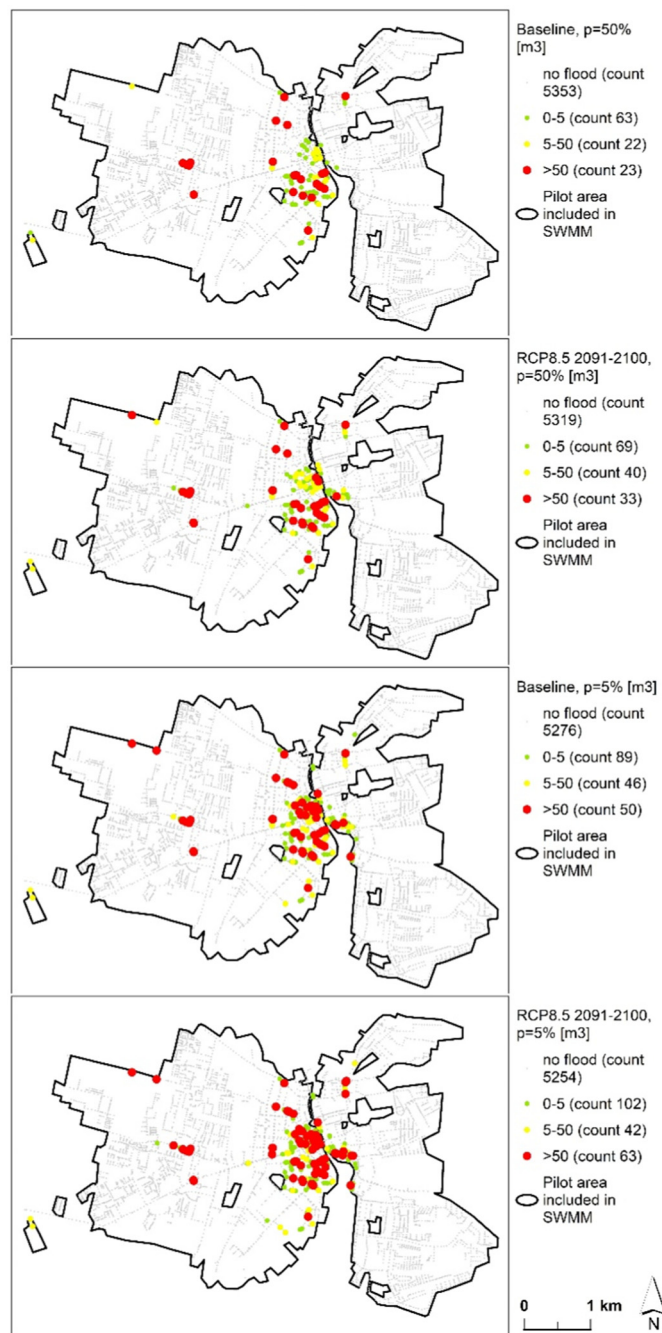 Baseline, p=50%
[m3]
no flood (count
5353)
0-5 (count 63)
5-50 (count 22)
>50 (count 23)
Pilot area
included in
SWMM
RCP8.5 2091-2100,
p=50% [m3]
no flood (count
5319)
0-5 (count 69)
5-50 (count 40)
>50 (count 33)
Pilot area
included in
SWMM
Baseline, p=5% [m3]
no flood (count
5276)
0-5 (count 89)
5-50 (count 46)
>50 (count 50)
Pilot area
included in
SWMM
RCP8.5 2091-2100,
p=5% [m3]
no flood (count
5254)
0-5 (count 102)
5-50 (count 42)
>50 (count 63)
Pilot area
included in
SWMM
0 1 km
N